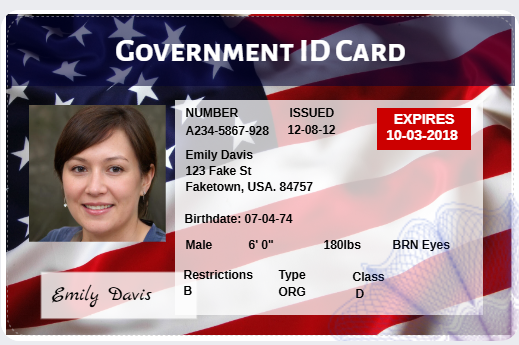 GOVERNMENT ID CARD
NUMBER ISSUED
A234-5867-928 12-08-12
EXPIRES
10-03-2018
Emily Davis
123 Fake St
Faketown, USA. 84757
Birthdate: 07-04-74
Male 6' 0" 180lbs BRN Eyes
Restrictions Type Class
B ORG D
Emily Davis